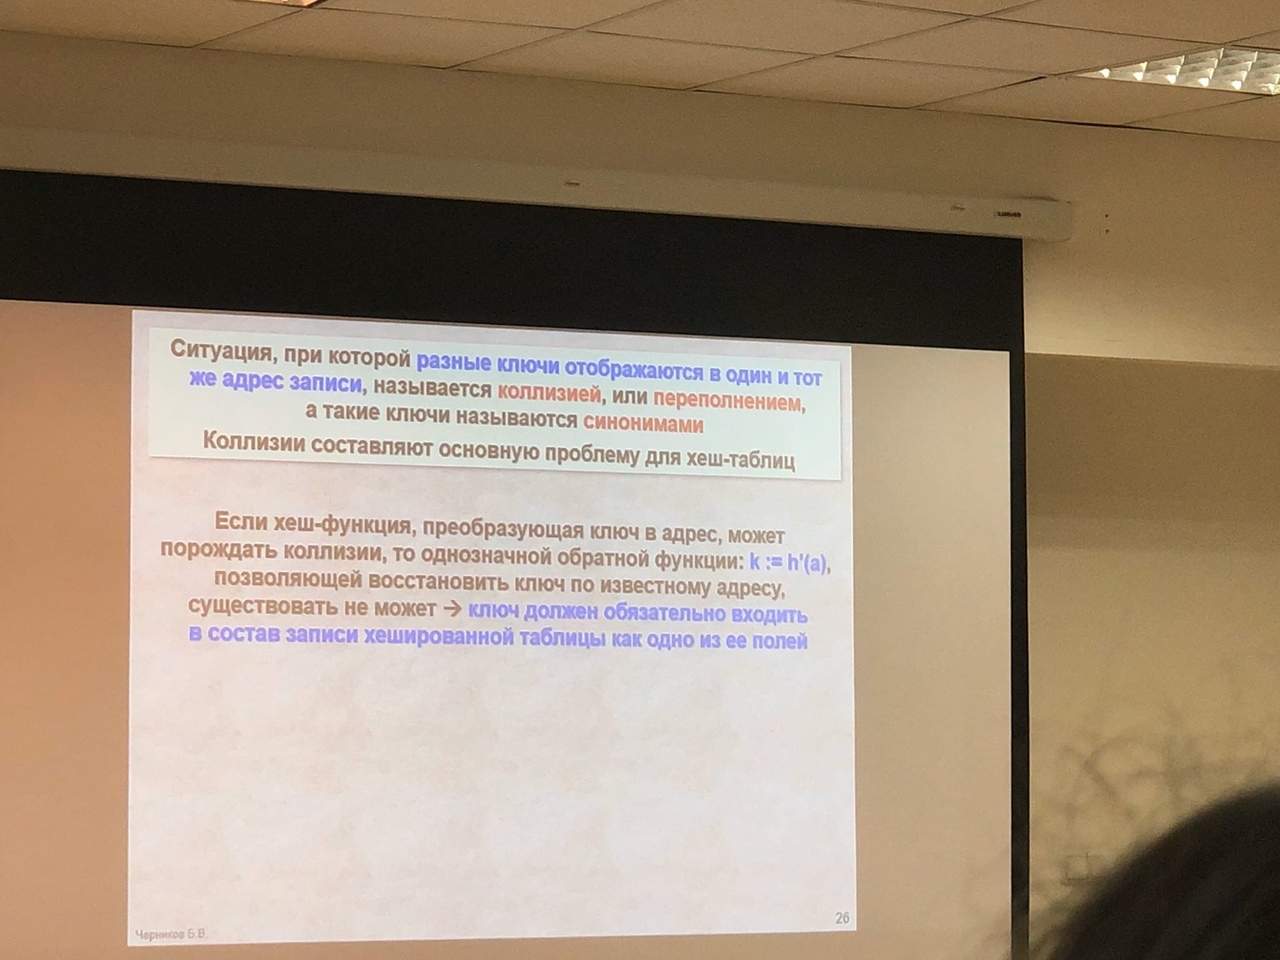 Ситуация, при которой разные ключи отображаются в один и тот
же адрес записи, называется коллизией, или переполнением,
а такие ключи называются синонимами
Коллизии составляют основную проблему для хеш-таблиц
Если хеш-функция, преобразующая ключ в адрес, может
порождать коллизии, то однозначной обратной функции: k := h'(a),
позволяющей восстановить ключ по известному адресу,
существовать не может → ключ должен обязательно входить
в состав записи хешированной таблицы как одно из ее полей
Черников Б.В.
26